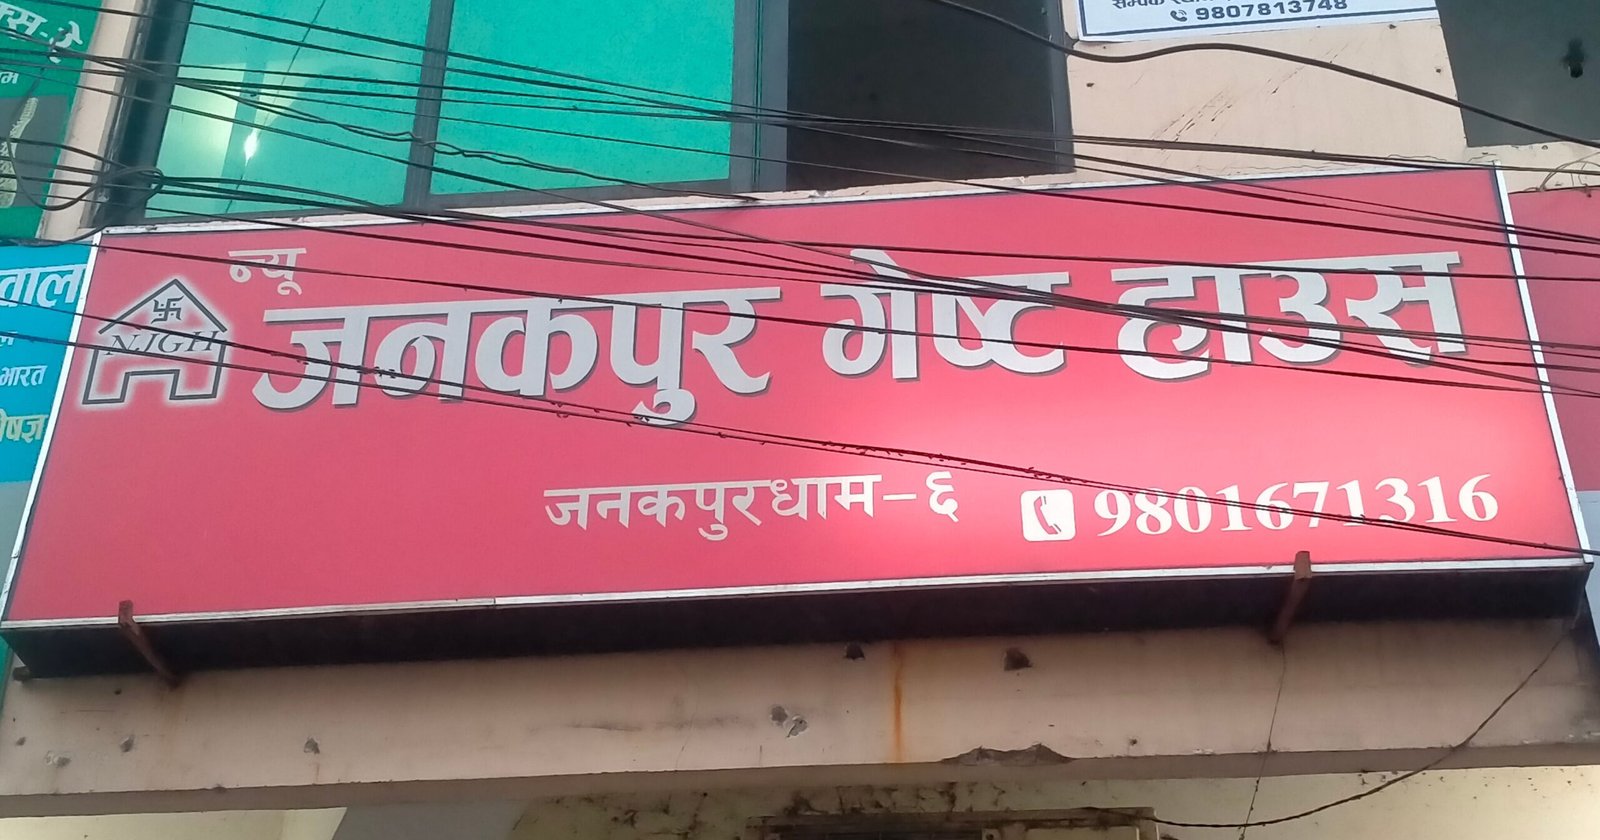 9807813748
न्यू
NJGH
जनकपुर गेष्ट हाउस
जनकपुरधाम-६
9801671316
ताल
भारत